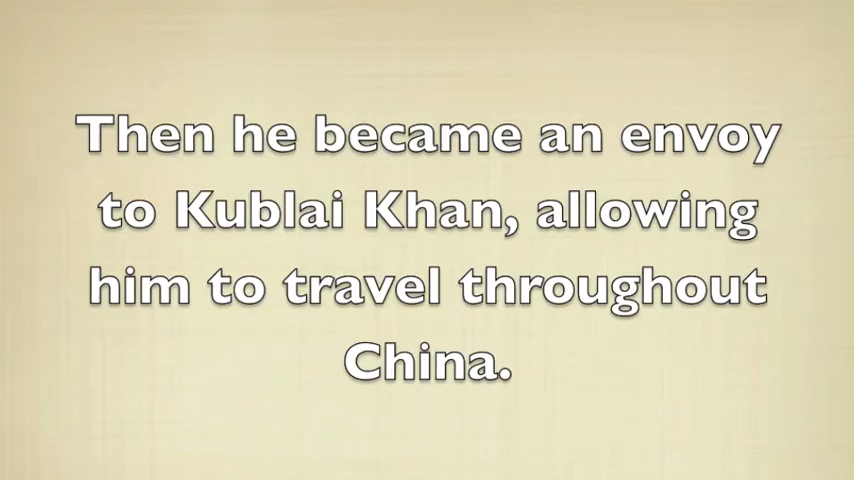 Then he became an envoy
to Kublai Khan, allowing
him to travel throughout
China.